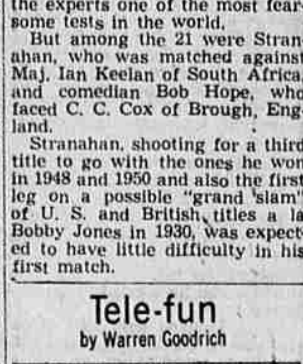 the experts one of the most fear-
some tests in the world.
But among the 21 were Stran-
ahan, who was matched against
Maj. Ian Keelan of South Africa
and comedian Bob Hope, who
faced C. C. Cox of Brough, Eng-
land.
Stranahan, shooting for a third
title to go with the ones he won
in 1948 and 1950 and also the first
leg on a possible "grand slam"
of U. S. and British titles a la
Bobby Jones in 1930, was expect-
ed to have little difficulty in his
first match.
Tele-fun
by Warren Goodrich